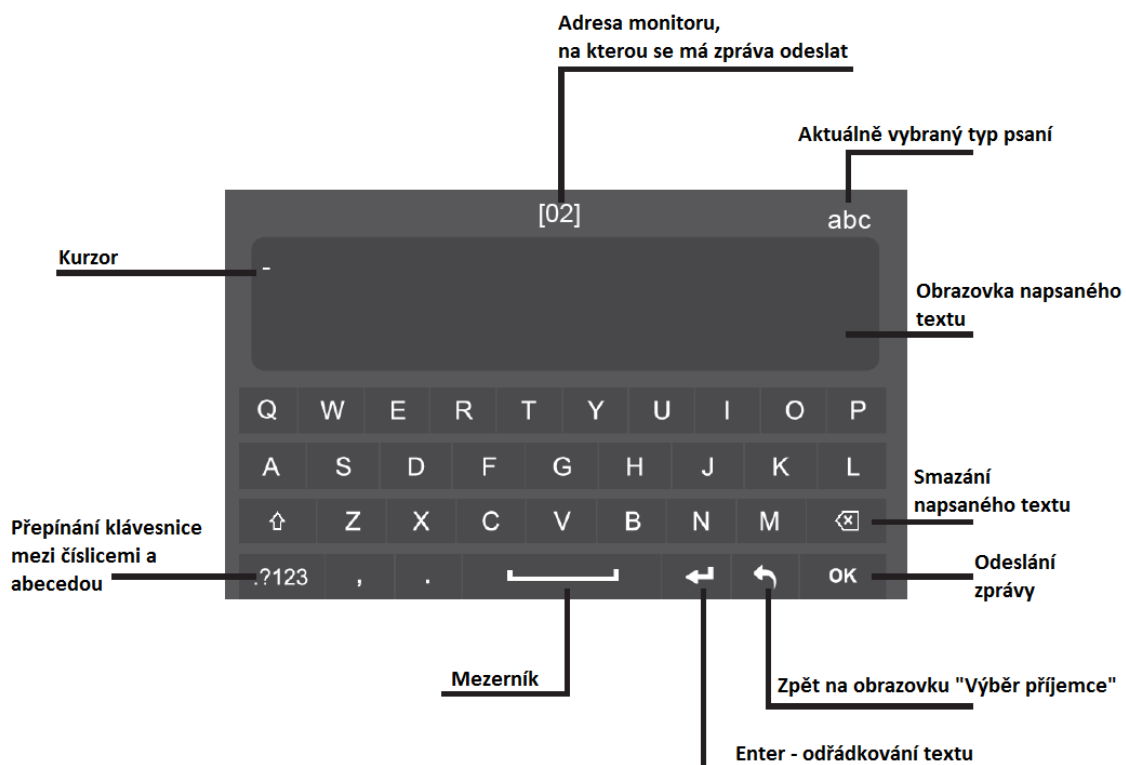 Adresa monitoru,
na kterou se má zpráva odeslat
Aktuálně vybraný typ psaní
[02]
abc
Kurzor
-
Obrazovka napsaného
textu
Q W E R T Y U I O P
A S D F G H J K L
Smazání
napsaného textu
Z X C V B N M
Přepínání klávesnice
mezi číslicemi a
abecedou
.?123 , . OK
Odeslání
zprávy
Mezerník
Zpět na obrazovku "Výběr příjemce"
Enter - odřádkování textu